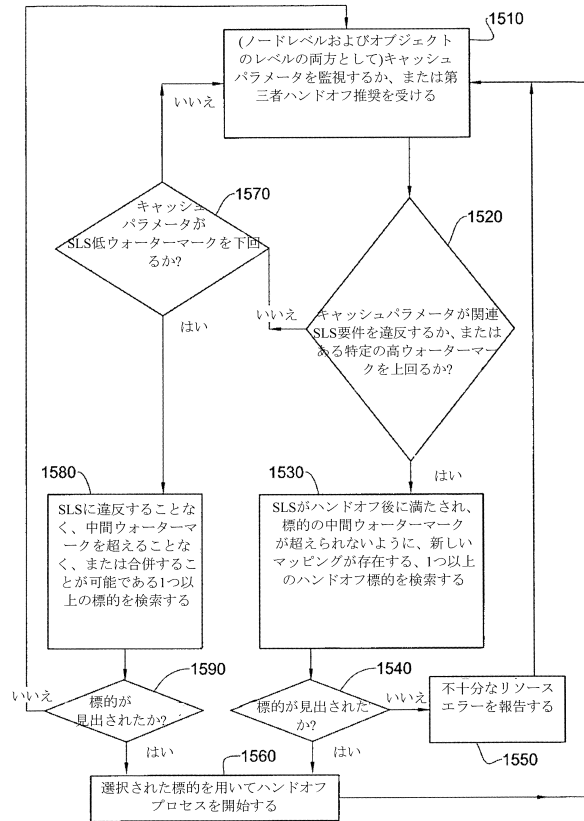 1510
(ノードレベルおよびオブジェクト
のレベルの両方として)キャッシュ
パラメータを監視するか、または第
三者ハンドオフ推奨を受ける
いいえ
1570
キャッシュ
パラメータが
SLS低ウォーターマークを下回
るか?
1520
いいえ
キャッシュパラメータが関連
SLS要件を違反するか、または
ある特定の高ウォーターマー
クを上回るか?
はい
はい
1580
SLSに違反することな
く、中間ウォーターマ
ークを超えることな
く、または合併するこ
とが可能である1つ以
上の標的を検索する
1530
SLSがハンドオフ後に満たされ、
標的の中間ウォーターマーク
が超えられないように、新しい
マッピングが存在する、1つ以上
のハンドオフ標的を検索する
いいえ
1590
標的が
見出されたか?
はい
1540
標的が見出された
か?
いいえ
はい
不十分なリソース
エラーを報告する
1550
1560
選択された標的を用いてハンドオフ
プロセスを開始する